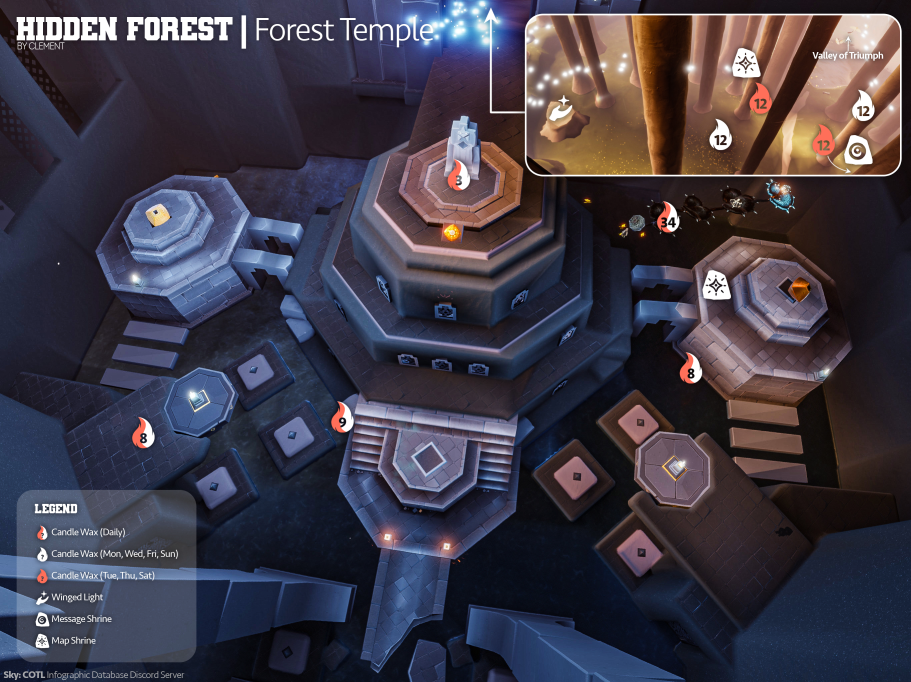 HIDDEN FOREST | Forest Temple
BY CLEMENT
Valley of Triumph
12
12
12
12
3
34
8
9
8
LEGEND
Candle Wax (Daily)
Candle Wax (Mon, Wed, Fri, Sun)
Candle Wax (Tue, Thu, Sat)
Winged Light
Message Shrine
Map Shrine
Sky: COTL Infographic Database Discord Server